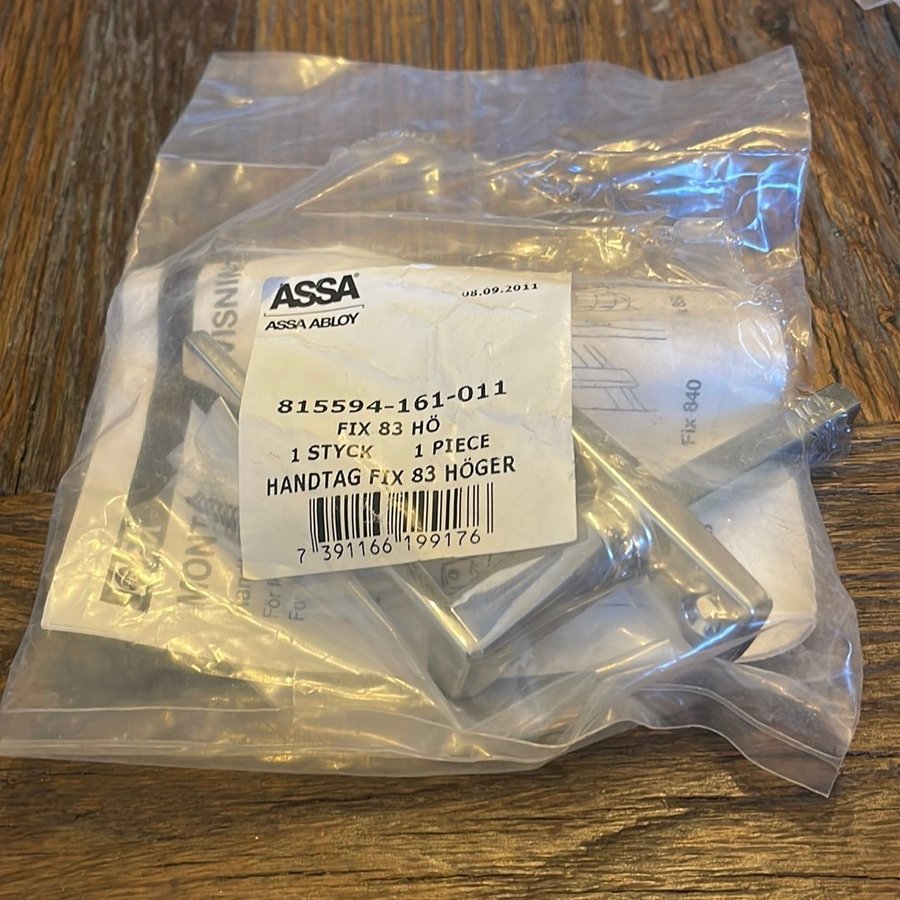 ASSA
ASSA ABLOY
08.09.2011
815594-161-011
FIX 83 HÖ
1 STYCK 1 PIECE
HANDTAG FIX 83 HÖGER
7 391166 199176
Fix 840